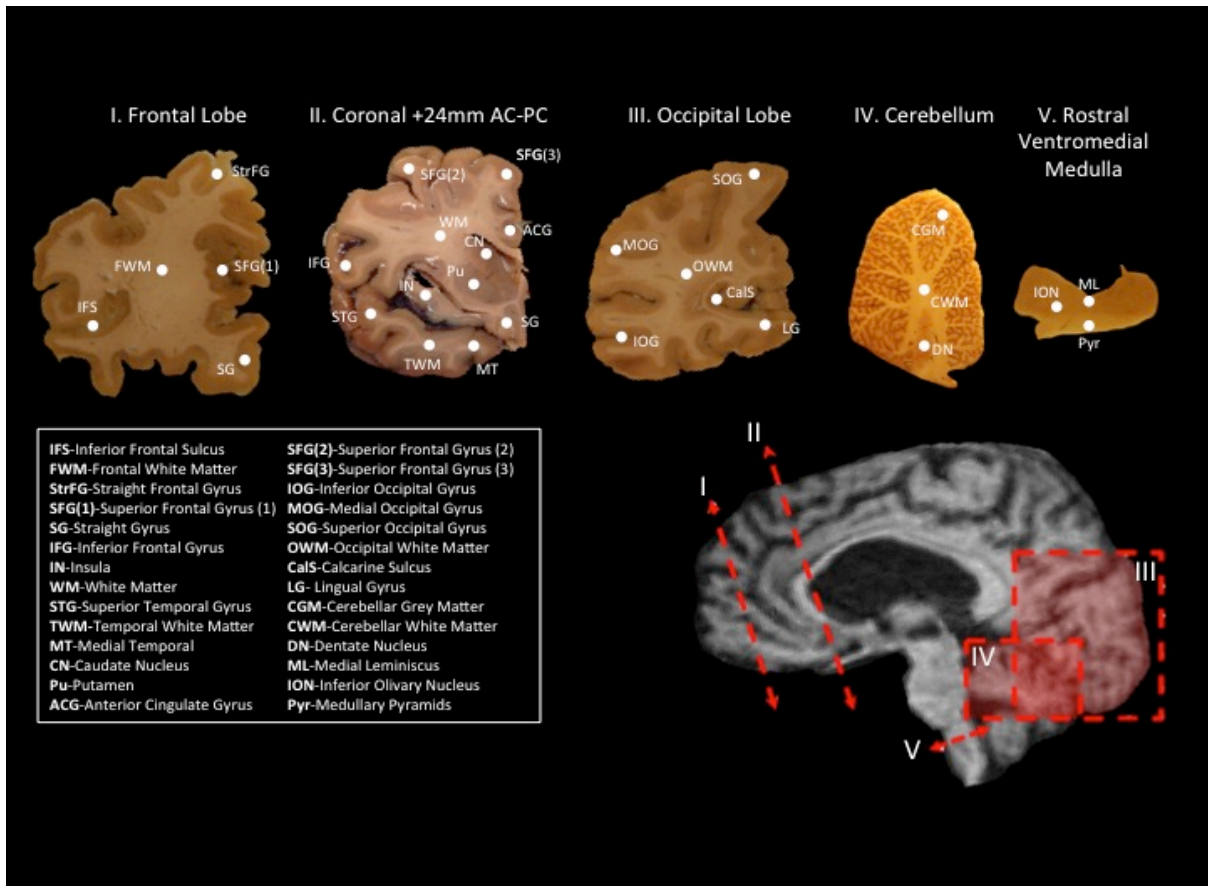 I. Frontal Lobe
II. Coronal +24mm AC-PC
III. Occipital Lobe
IV. Cerebellum
V. Rostral
Ventromedial
Medulla
StrFG
FWM
SFG(1)
IFS
SG
SFG(2)
SFG(3)
WM
ACG
CN
IFG
Pu
IN
STG
SG
TWM
MT
SOG
MOG
OWM
CalS
LG
IOG
CGM
CWM
DN
ION
ML
Pyr
IFS-Inferior Frontal Sulcus
FWM-Frontal White Matter
StrFG-Straight Frontal Gyrus
SFG(1)-Superior Frontal Gyrus (1)
SG-Straight Gyrus
IFG-Inferior Frontal Gyrus
IN-Insula
WM-White Matter
STG-Superior Temporal Gyrus
TWM-Temporal White Matter
MT-Medial Temporal
CN-Caudate Nucleus
Pu-Putamen
ACG-Anterior Cingulate Gyrus
SFG(2)-Superior Frontal Gyrus (2)
SFG(3)-Superior Frontal Gyrus (3)
IOG-Inferior Occipital Gyrus
MOG-Medial Occipital Gyrus
SOG-Superior Occipital Gyrus
OWM-Occipital White Matter
CalS-Calcarine Sulcus
LG- Lingual Gyrus
CGM-Cerebellar Grey Matter
CWM-Cerebellar White Matter
DN-Dentate Nucleus
ML-Medial Leminiscus
ION-Inferior Olivary Nucleus
Pyr-Medullary Pyramids
II
I
III
IV
V